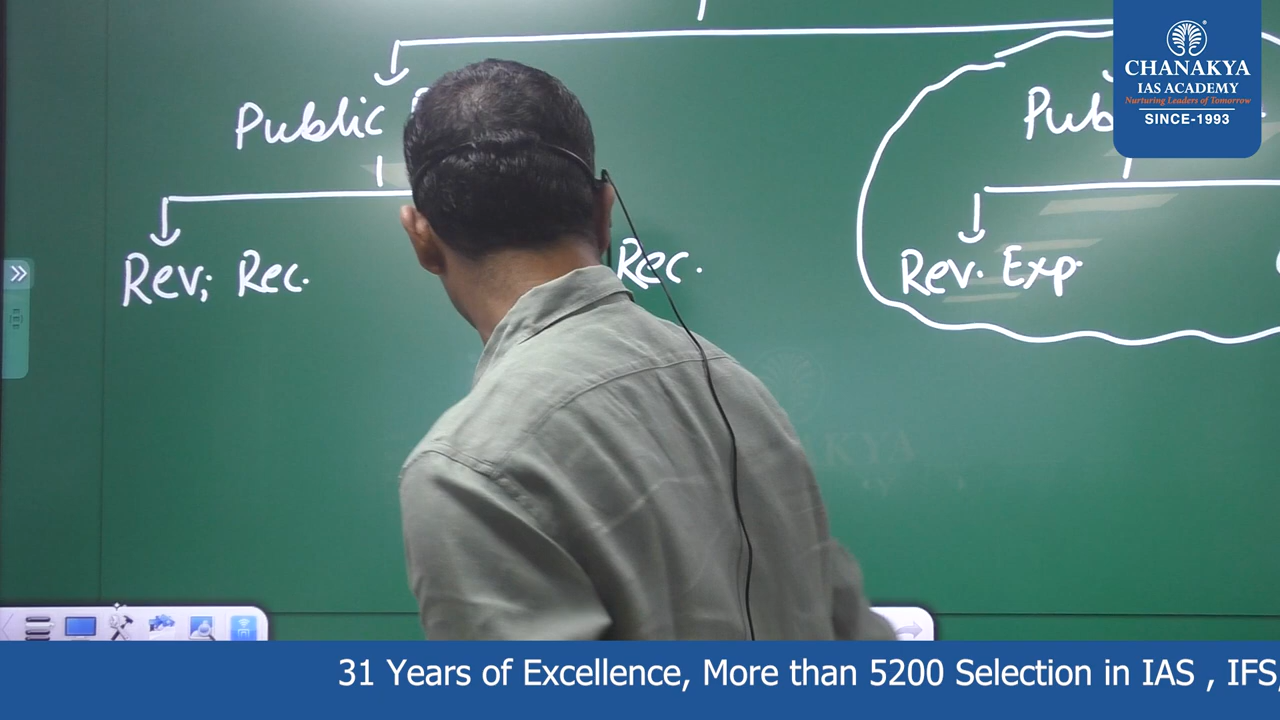 Public
Pub
Rev; Rec.
Rec.
Rev. Exp.
CHANAKYA
IAS ACADEMY
Nurturing Leaders of Tomorrow
SINCE-1993
31 Years of Excellence, More than 5200 Selection in IAS , IFS,